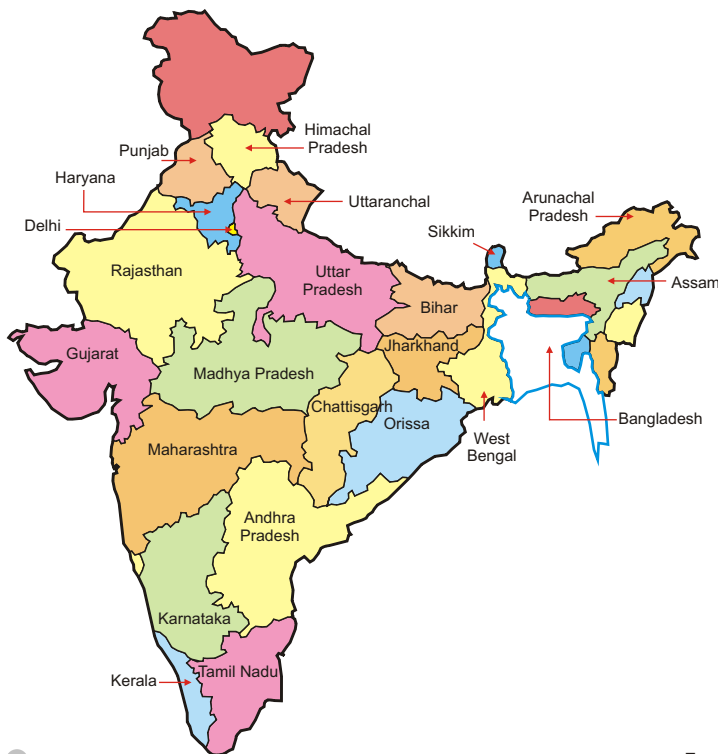 Himachal
Pradesh
Punjab
Haryana
Uttaranchal
Arunachal
Pradesh
Delhi
Sikkim
Rajasthan
Uttar
Pradesh
Assam
Bihar
Gujarat
Jharkhand
Madhya Pradesh
Chattisgarh
Orissa
Bangladesh
West
Bengal
Maharashtra
Andhra
Pradesh
Karnataka
Kerala
Tamil Nadu